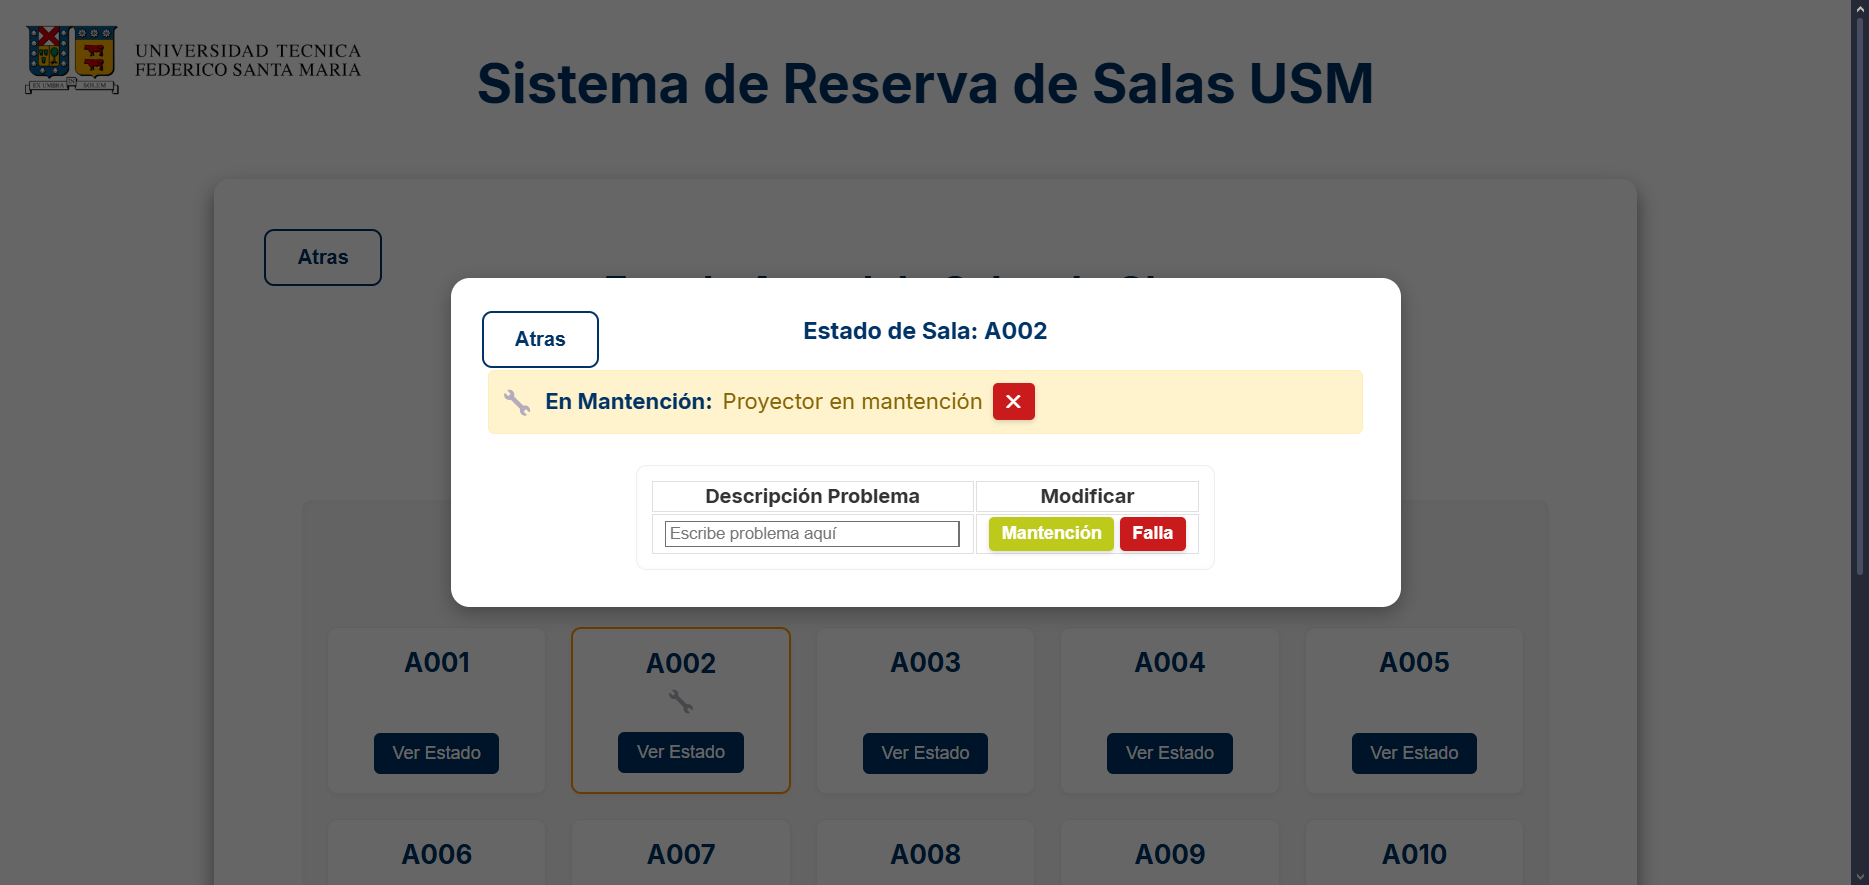 UNIVERSIDAD TECNICA
FEDERICO SANTA MARIA
EX UMBRA IN SOLEM
Sistema de Reserva de Salas USM
Atras
Atras
Estado de Sala: A002
En Mantención: Proyector en mantención
Descripción Problema
Modificar
Escribe problema aquí
Mantención
Falla
A001
A002
A003
A004
A005
Ver Estado
Ver Estado
Ver Estado
Ver Estado
Ver Estado
A006
A007
A008
A009
A010